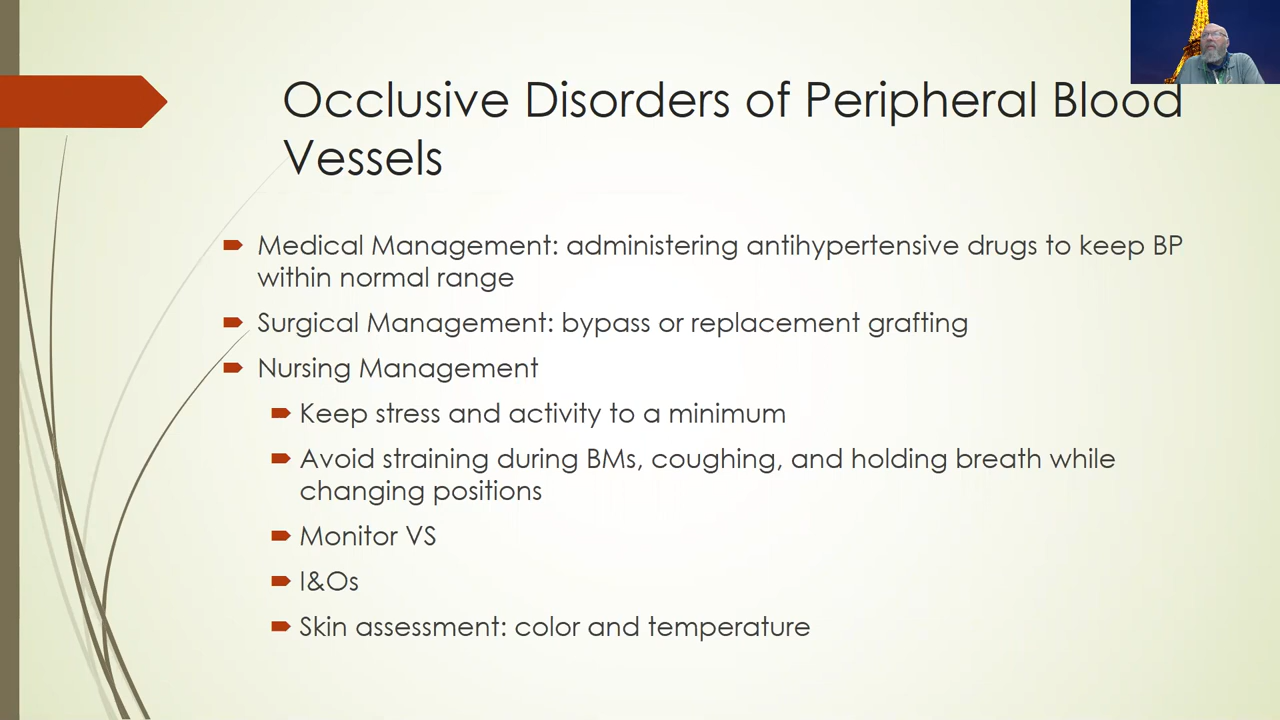 Occlusive Disorders of Peripheral Blood
Vessels
Medical Management: administering antihypertensive drugs to keep BP
within normal range
Surgical Management: bypass or replacement grafting
Nursing Management
Keep stress and activity to a minimum
Avoid straining during BMs, coughing, and holding breath while
changing positions
Monitor VS
I&Os
Skin assessment: color and temperature